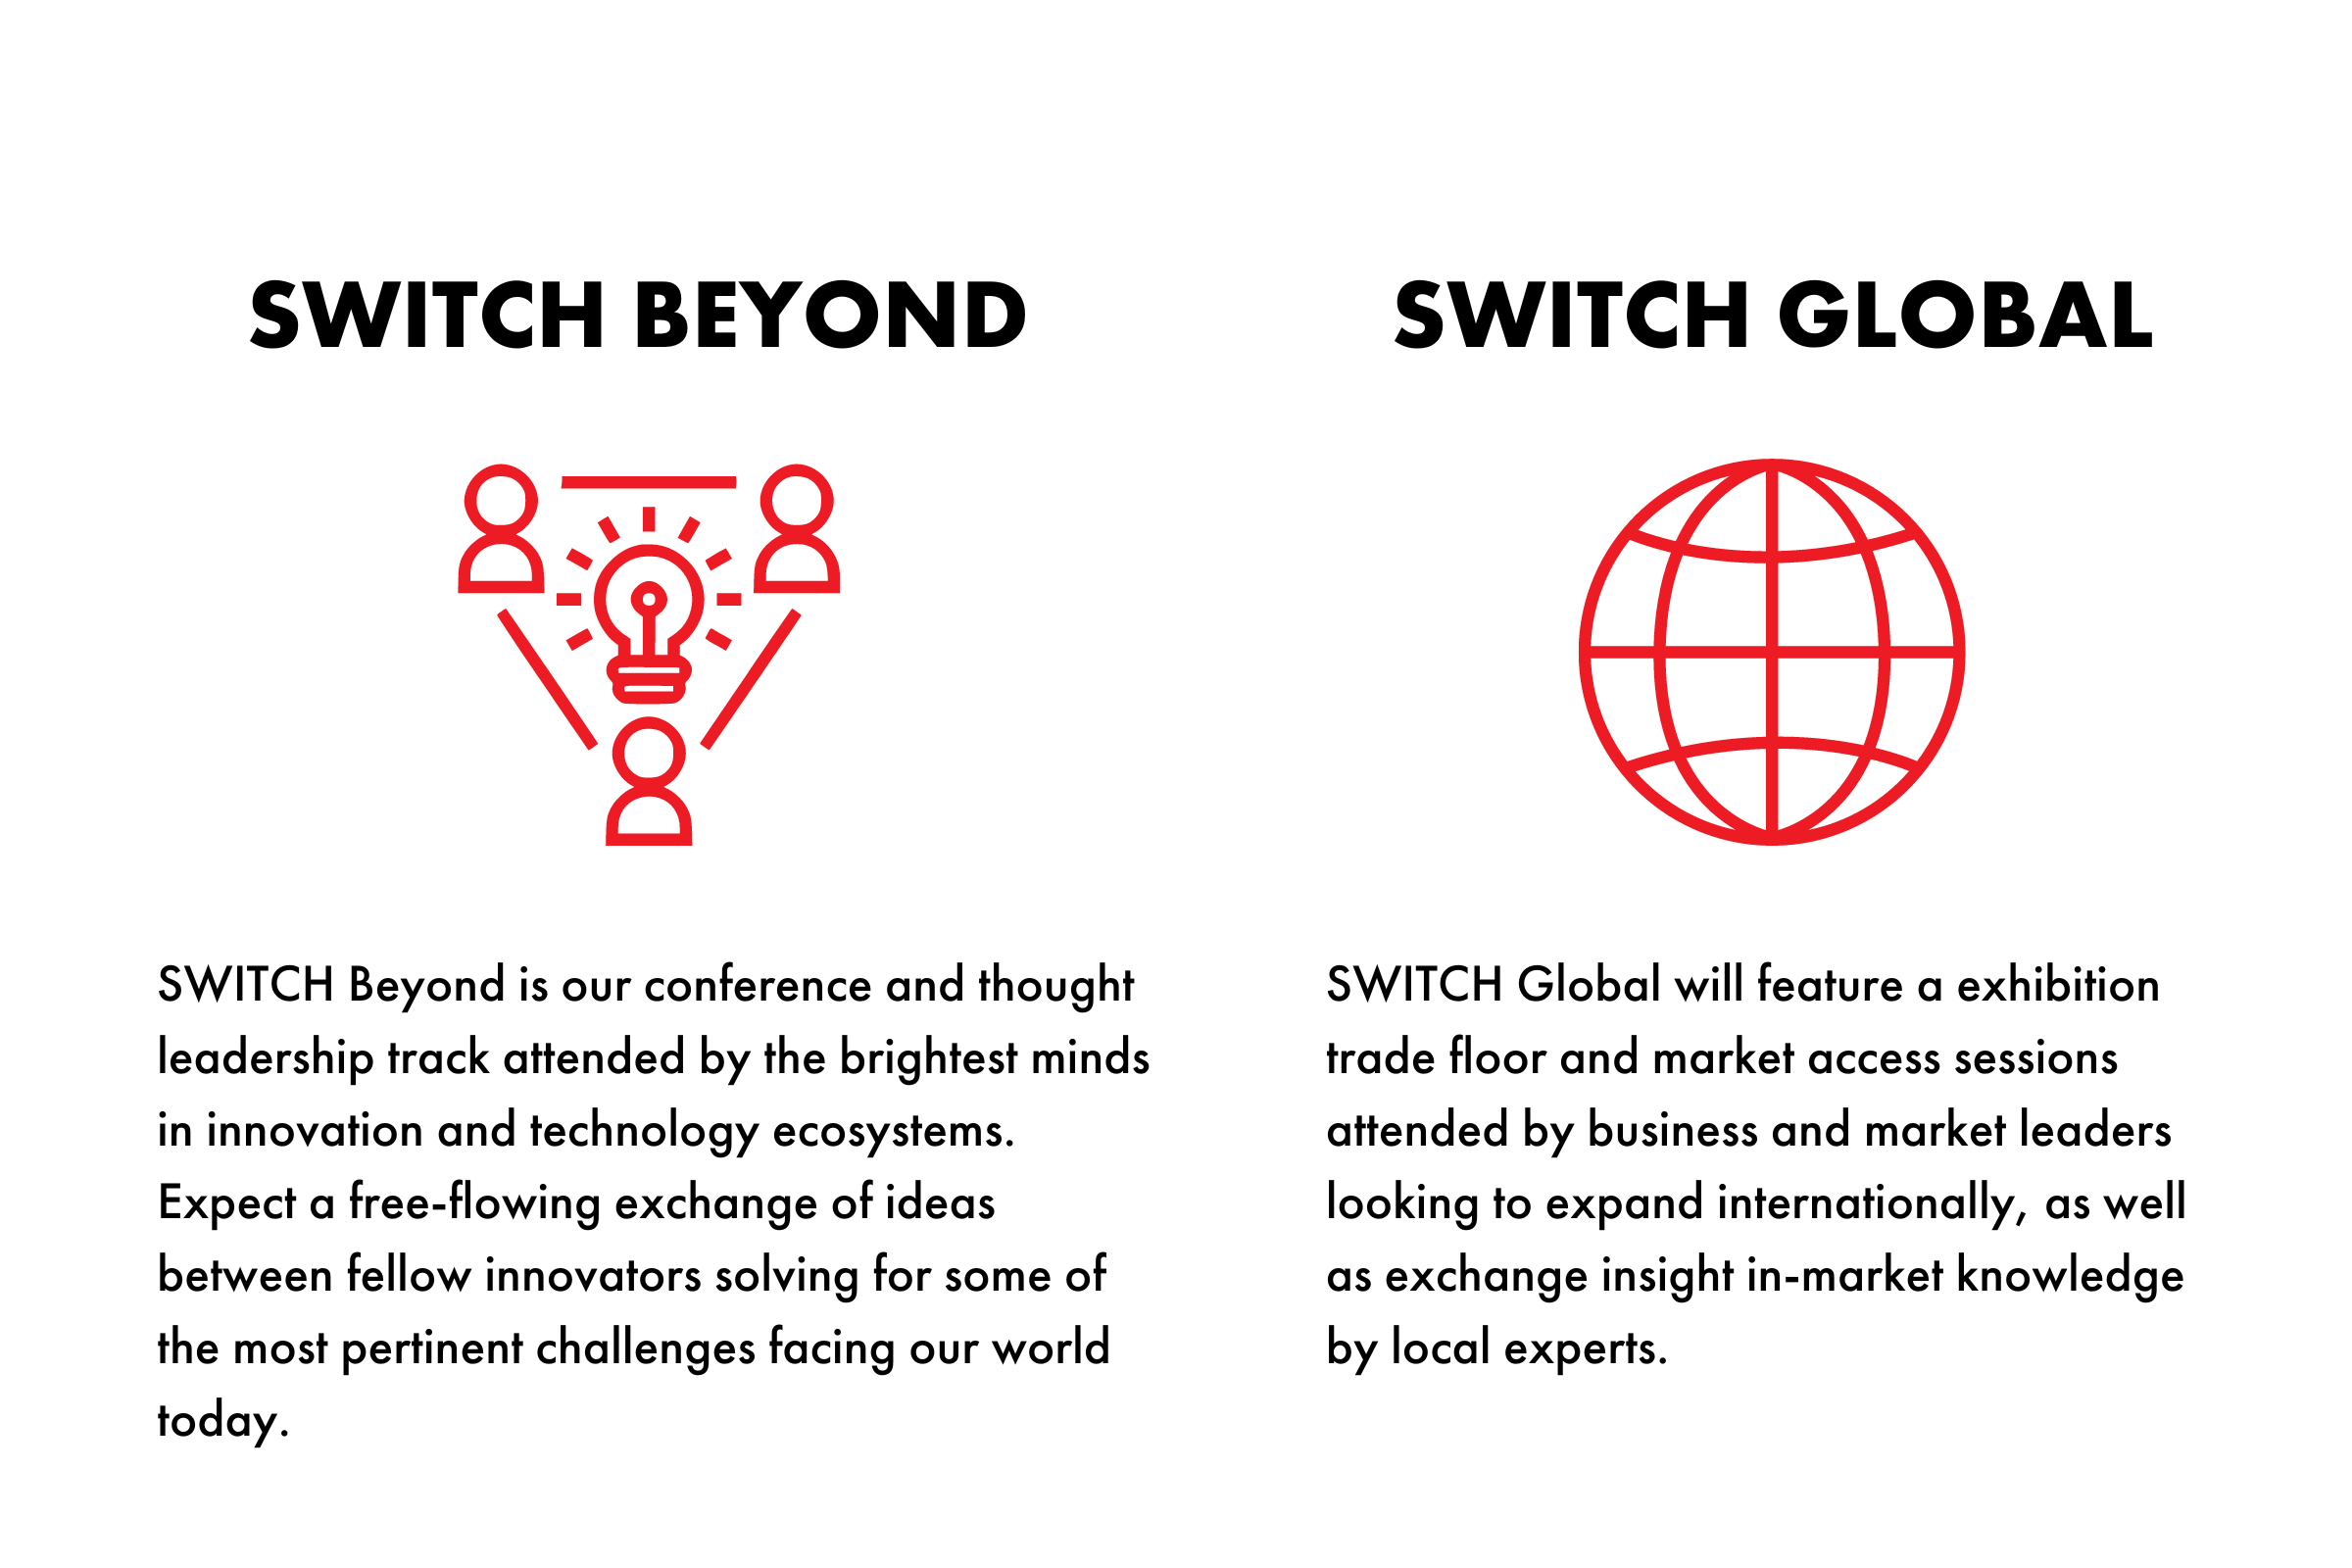 SWITCH BEYOND
SWITCH Beyond is our conference and thought
leadership track attended by the brightest minds
in innovation and technology ecosystems.
Expect a free-flowing exchange of ideas
between fellow innovators solving for some of
the most pertinent challenges facing our world
today.
SWITCH GLOBAL
SWITCH Global will feature a exhibition
trade floor and market access sessions
attended by business and market leaders
looking to expand internationally, as well
as exchange insight in-market knowledge
by local experts.